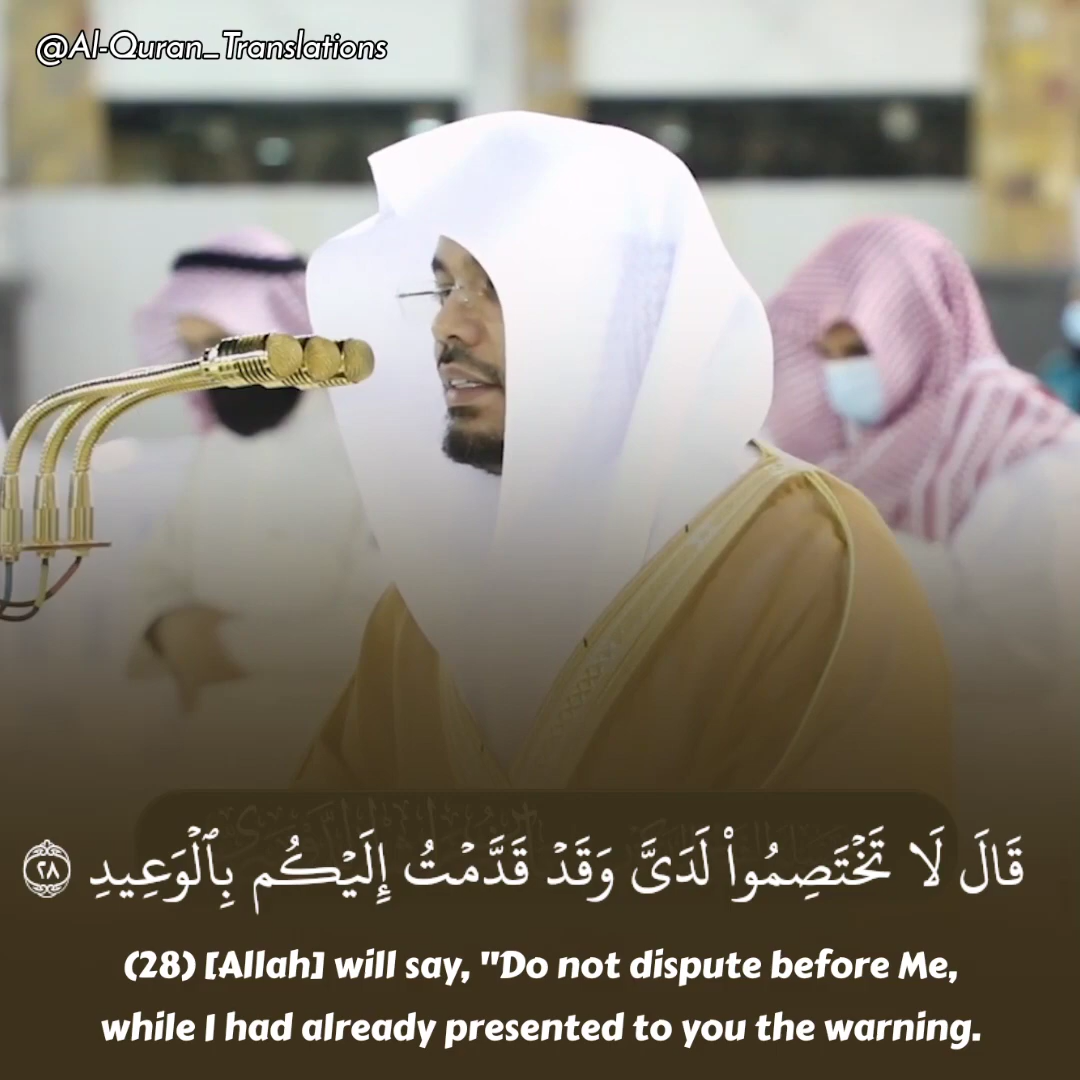 @Al-Quran_Translations
قَالَ لَا تَخْتَصِمُوا۟ لَدَىَّ وَقَدْ قَدَّمْتُ إِلَيْكُم بِٱلْوَعِيدِ ٢٨
(28) [Allah] will say, "Do not dispute before Me,
while I had already presented to you the warning.